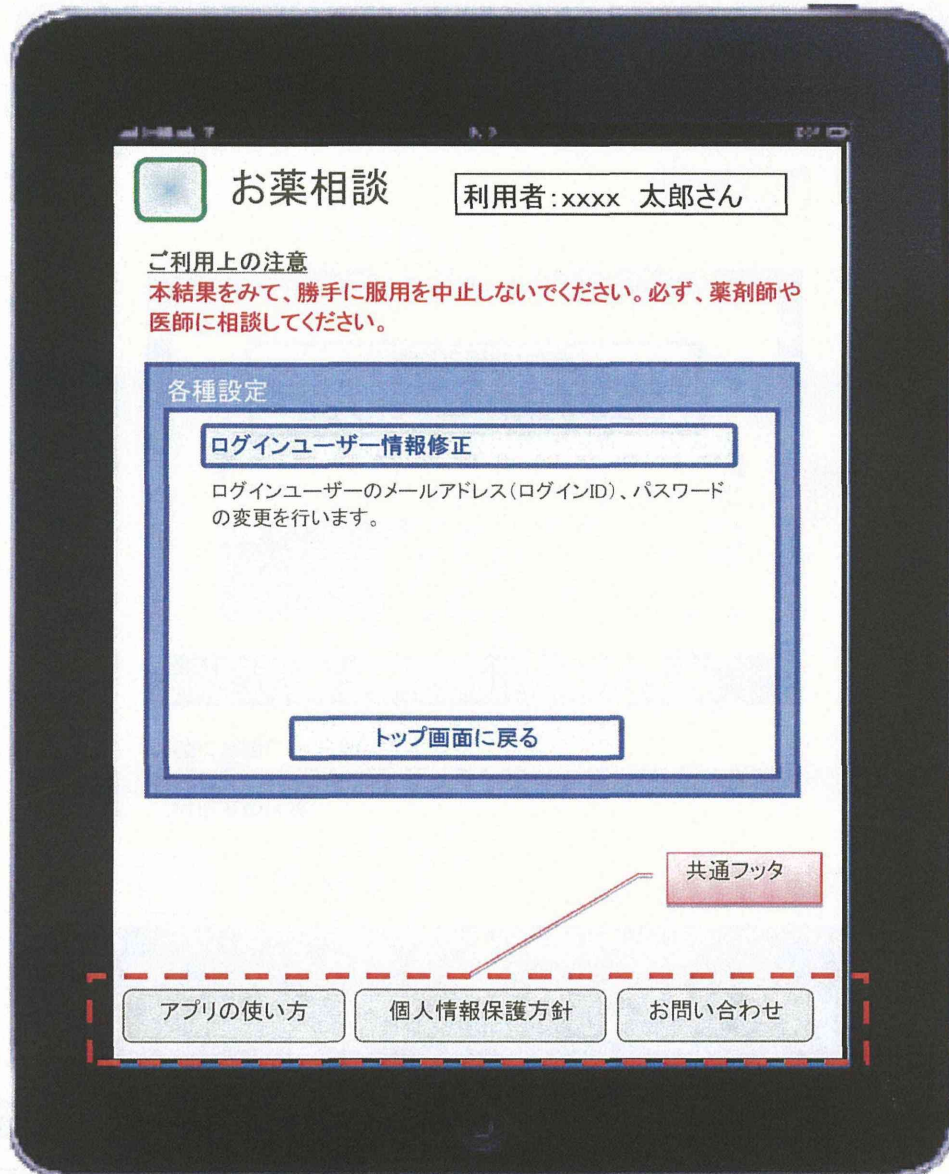 お薬相談
利用者:xxxx 太郎さん
ご利用上の注意
本結果をみて、勝手に服用を中止しないでください。必ず、薬剤師や
医師に相談してください。
各種設定
ログインユーザー情報修正
ログインユーザーのメールアドレス(ログインID)、パスワード
の変更を行います。
トップ画面に戻る
共通フッタ
アプリの使い方
個人情報保護方針
お問い合わせ